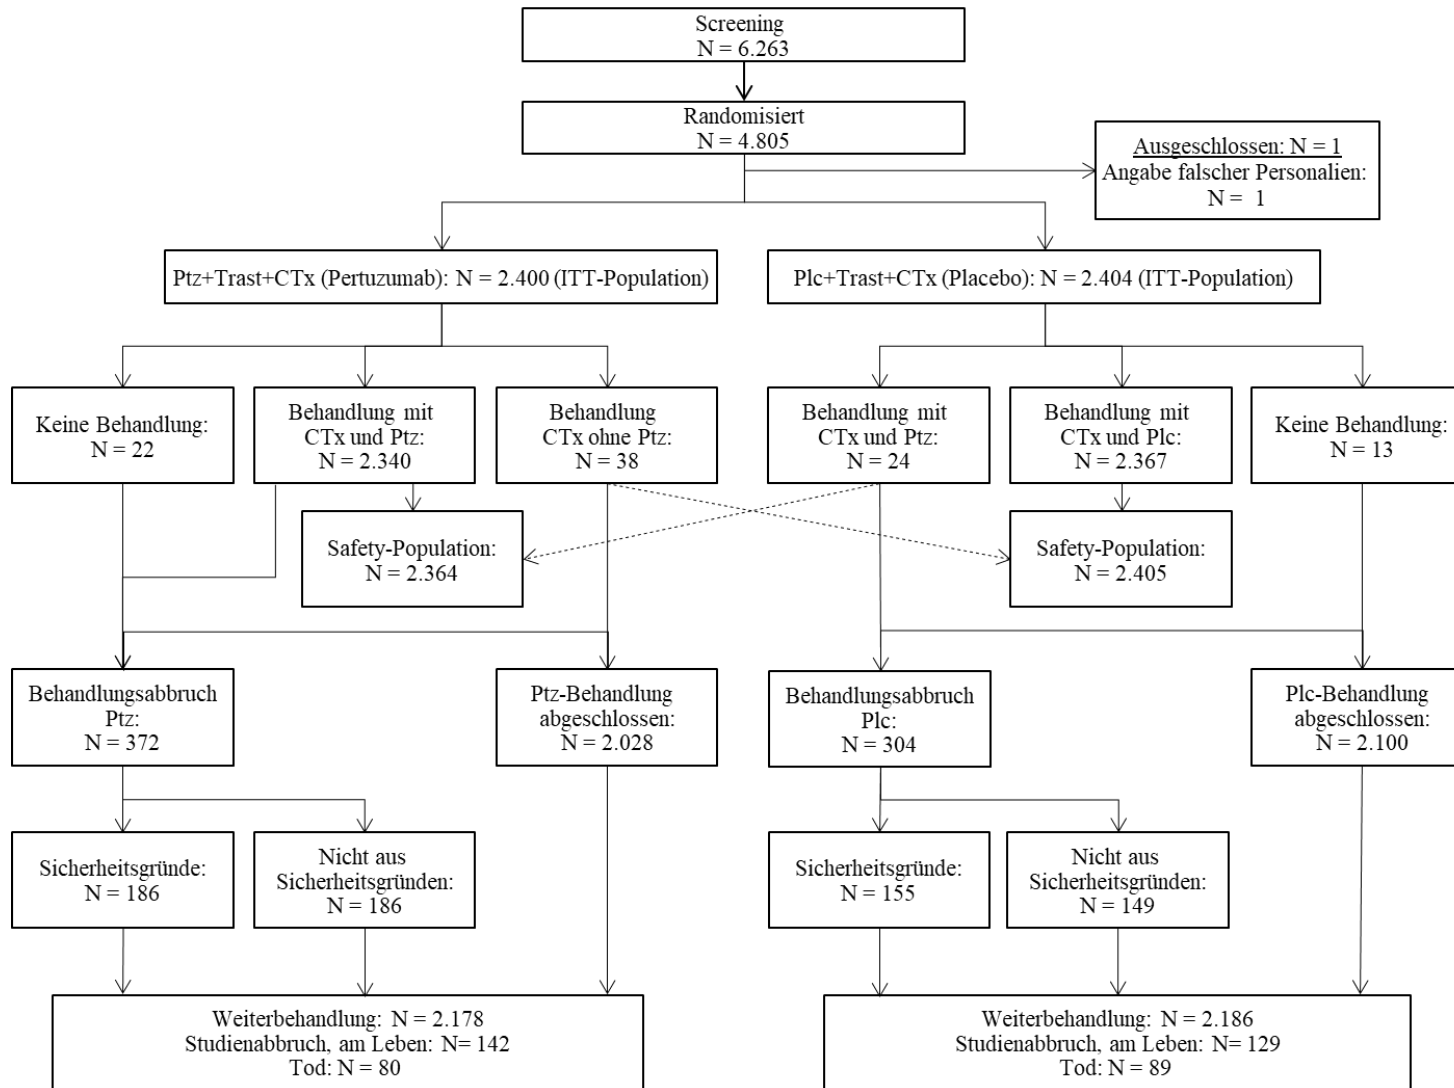 Screening
N = 6.263
Randomisiert
N = 4.805
Ausgeschlossen: N = 1
Angabe falscher Personalien:
N = 1
Ptz+Trast+CTx (Pertuzumab): N = 2.400 (ITT-Population)
Plc+Trast+CTx (Placebo): N = 2.404 (ITT-Population)
Keine Behandlung:
N = 22
Behandlung mit
CTx und Ptz:
N = 2.340
Behandlung
CTx ohne Ptz:
N = 38
Behandlung mit
CTx und Ptz:
N = 24
Behandlung mit
CTx und Plc:
N = 2.367
Keine Behandlung:
N = 13
Safety-Population:
N = 2.364
Safety-Population:
N = 2.405
Behandlungsabbruch
Ptz:
N = 372
Ptz-Behandlung
abgeschlossen:
N = 2.028
Behandlungsabbruch
Plc:
N = 304
Plc-Behandlung
abgeschlossen:
N = 2.100
Sicherheitsgründe:
N = 186
Nicht aus
Sicherheitsgründen:
N = 186
Sicherheitsgründe:
N = 155
Nicht aus
Sicherheitsgründen:
N = 149
Weiterbehandlung: N = 2.178
Studienabbruch, am Leben: N= 142
Tod: N = 80
Weiterbehandlung: N = 2.186
Studienabbruch, am Leben: N= 129
Tod: N = 89